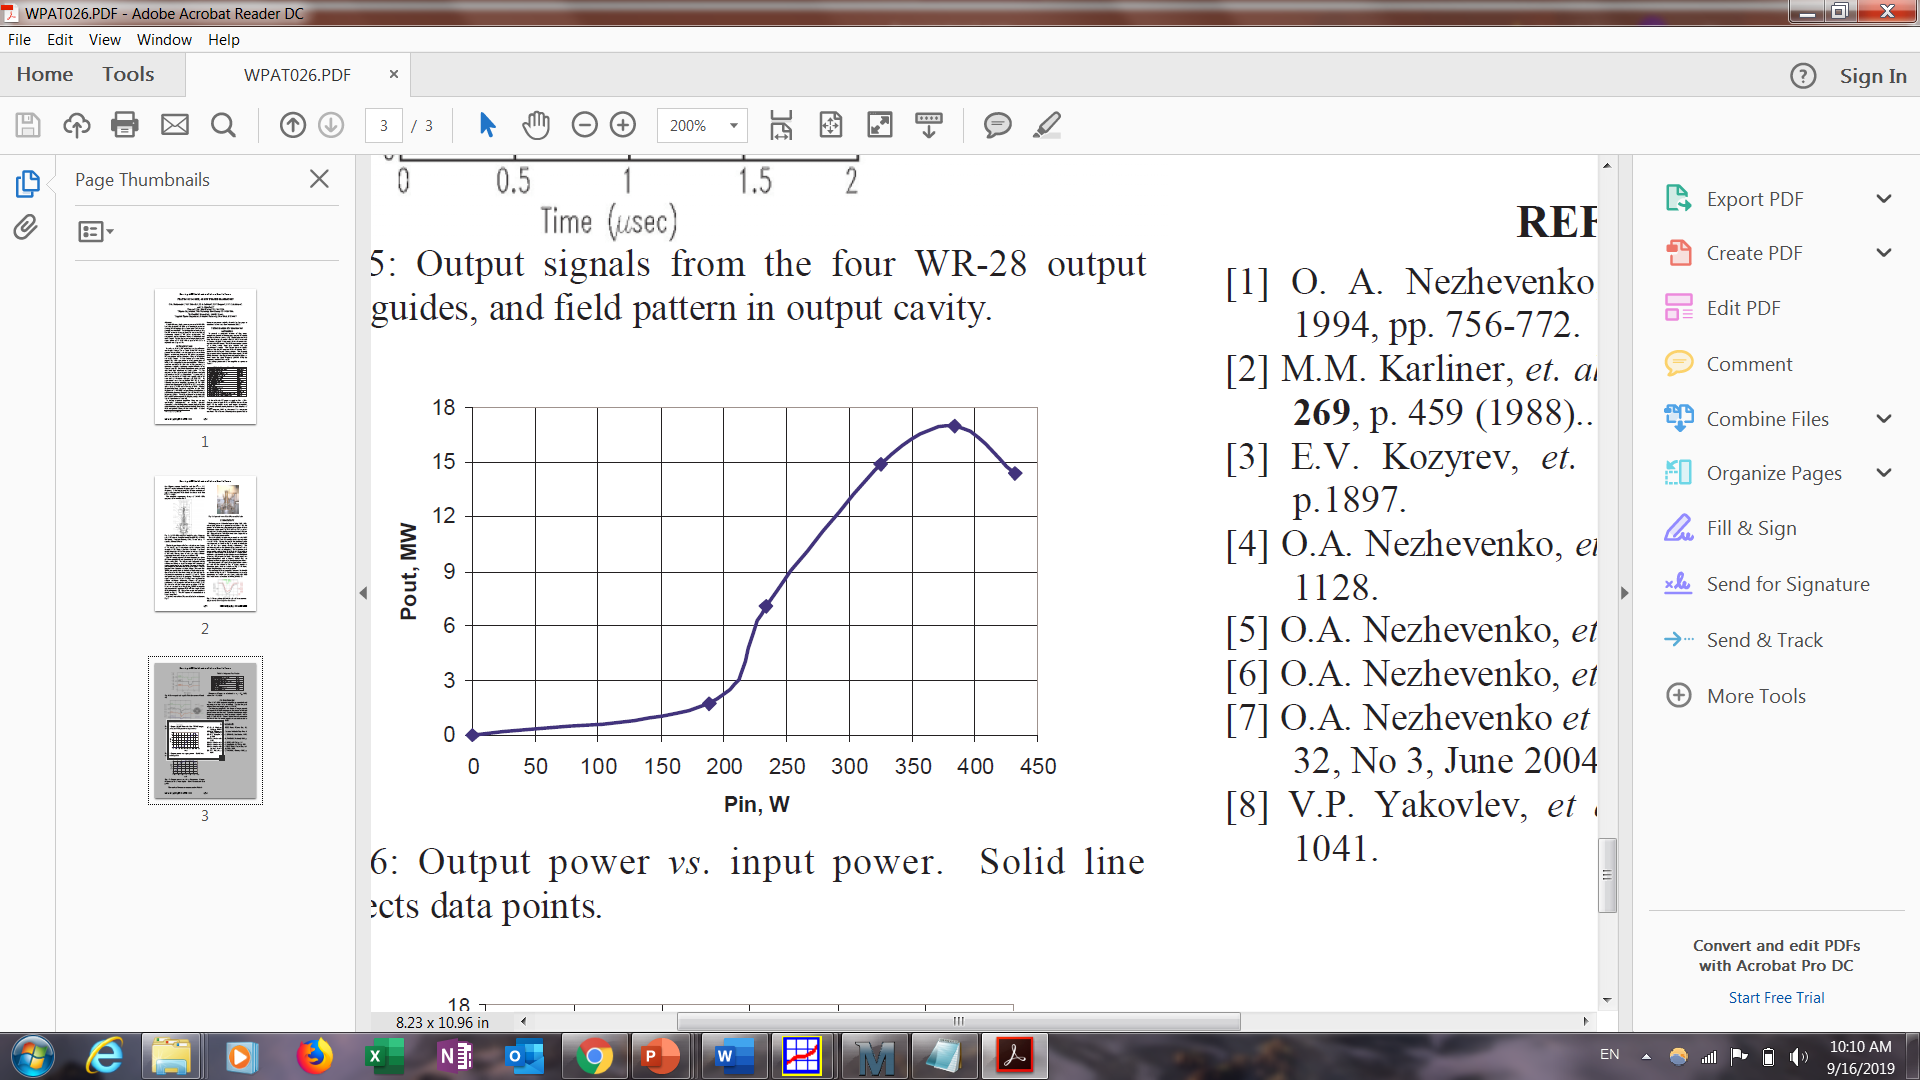 WPAT026.PDF - Adobe Acrobat Reader DC
File Edit View Window Help
Home Tools WPAT026.PDF × ? Sign In
3 / 3 200%
Page Thumbnails
1
2
3
0
0 0.5 1 1.5 2
Time (μsec)
5: Output signals from the four WR-28 output
guides, and field pattern in output cavity.
18
15
12
9
6
3
0
Pout, MW
0 50 100 150 200 250 300 350 400 450
Pin, W
6: Output power vs. input power. Solid line
ects data points.
18
8.23 x 10.96 in
REF
[1] O. A. Nezhevenko
1994, pp. 756-772.
[2] M.M. Karliner, et. al
269, p. 459 (1988)..
[3] E.V. Kozyrev, et.
p.1897.
[4] O.A. Nezhevenko, et
1128.
[5] O.A. Nezhevenko, et
[6] O.A. Nezhevenko, et
[7] O.A. Nezhevenko et
32, No 3, June 2004
[8] V.P. Yakovlev, et
1041.
Export PDF
Create PDF
Edit PDF
Comment
Combine Files
Organize Pages
Fill & Sign
Send for Signature
Send & Track
More Tools
Convert and edit PDFs
with Acrobat Pro DC
Start Free Trial
EN
10:10 AM
9/16/2019